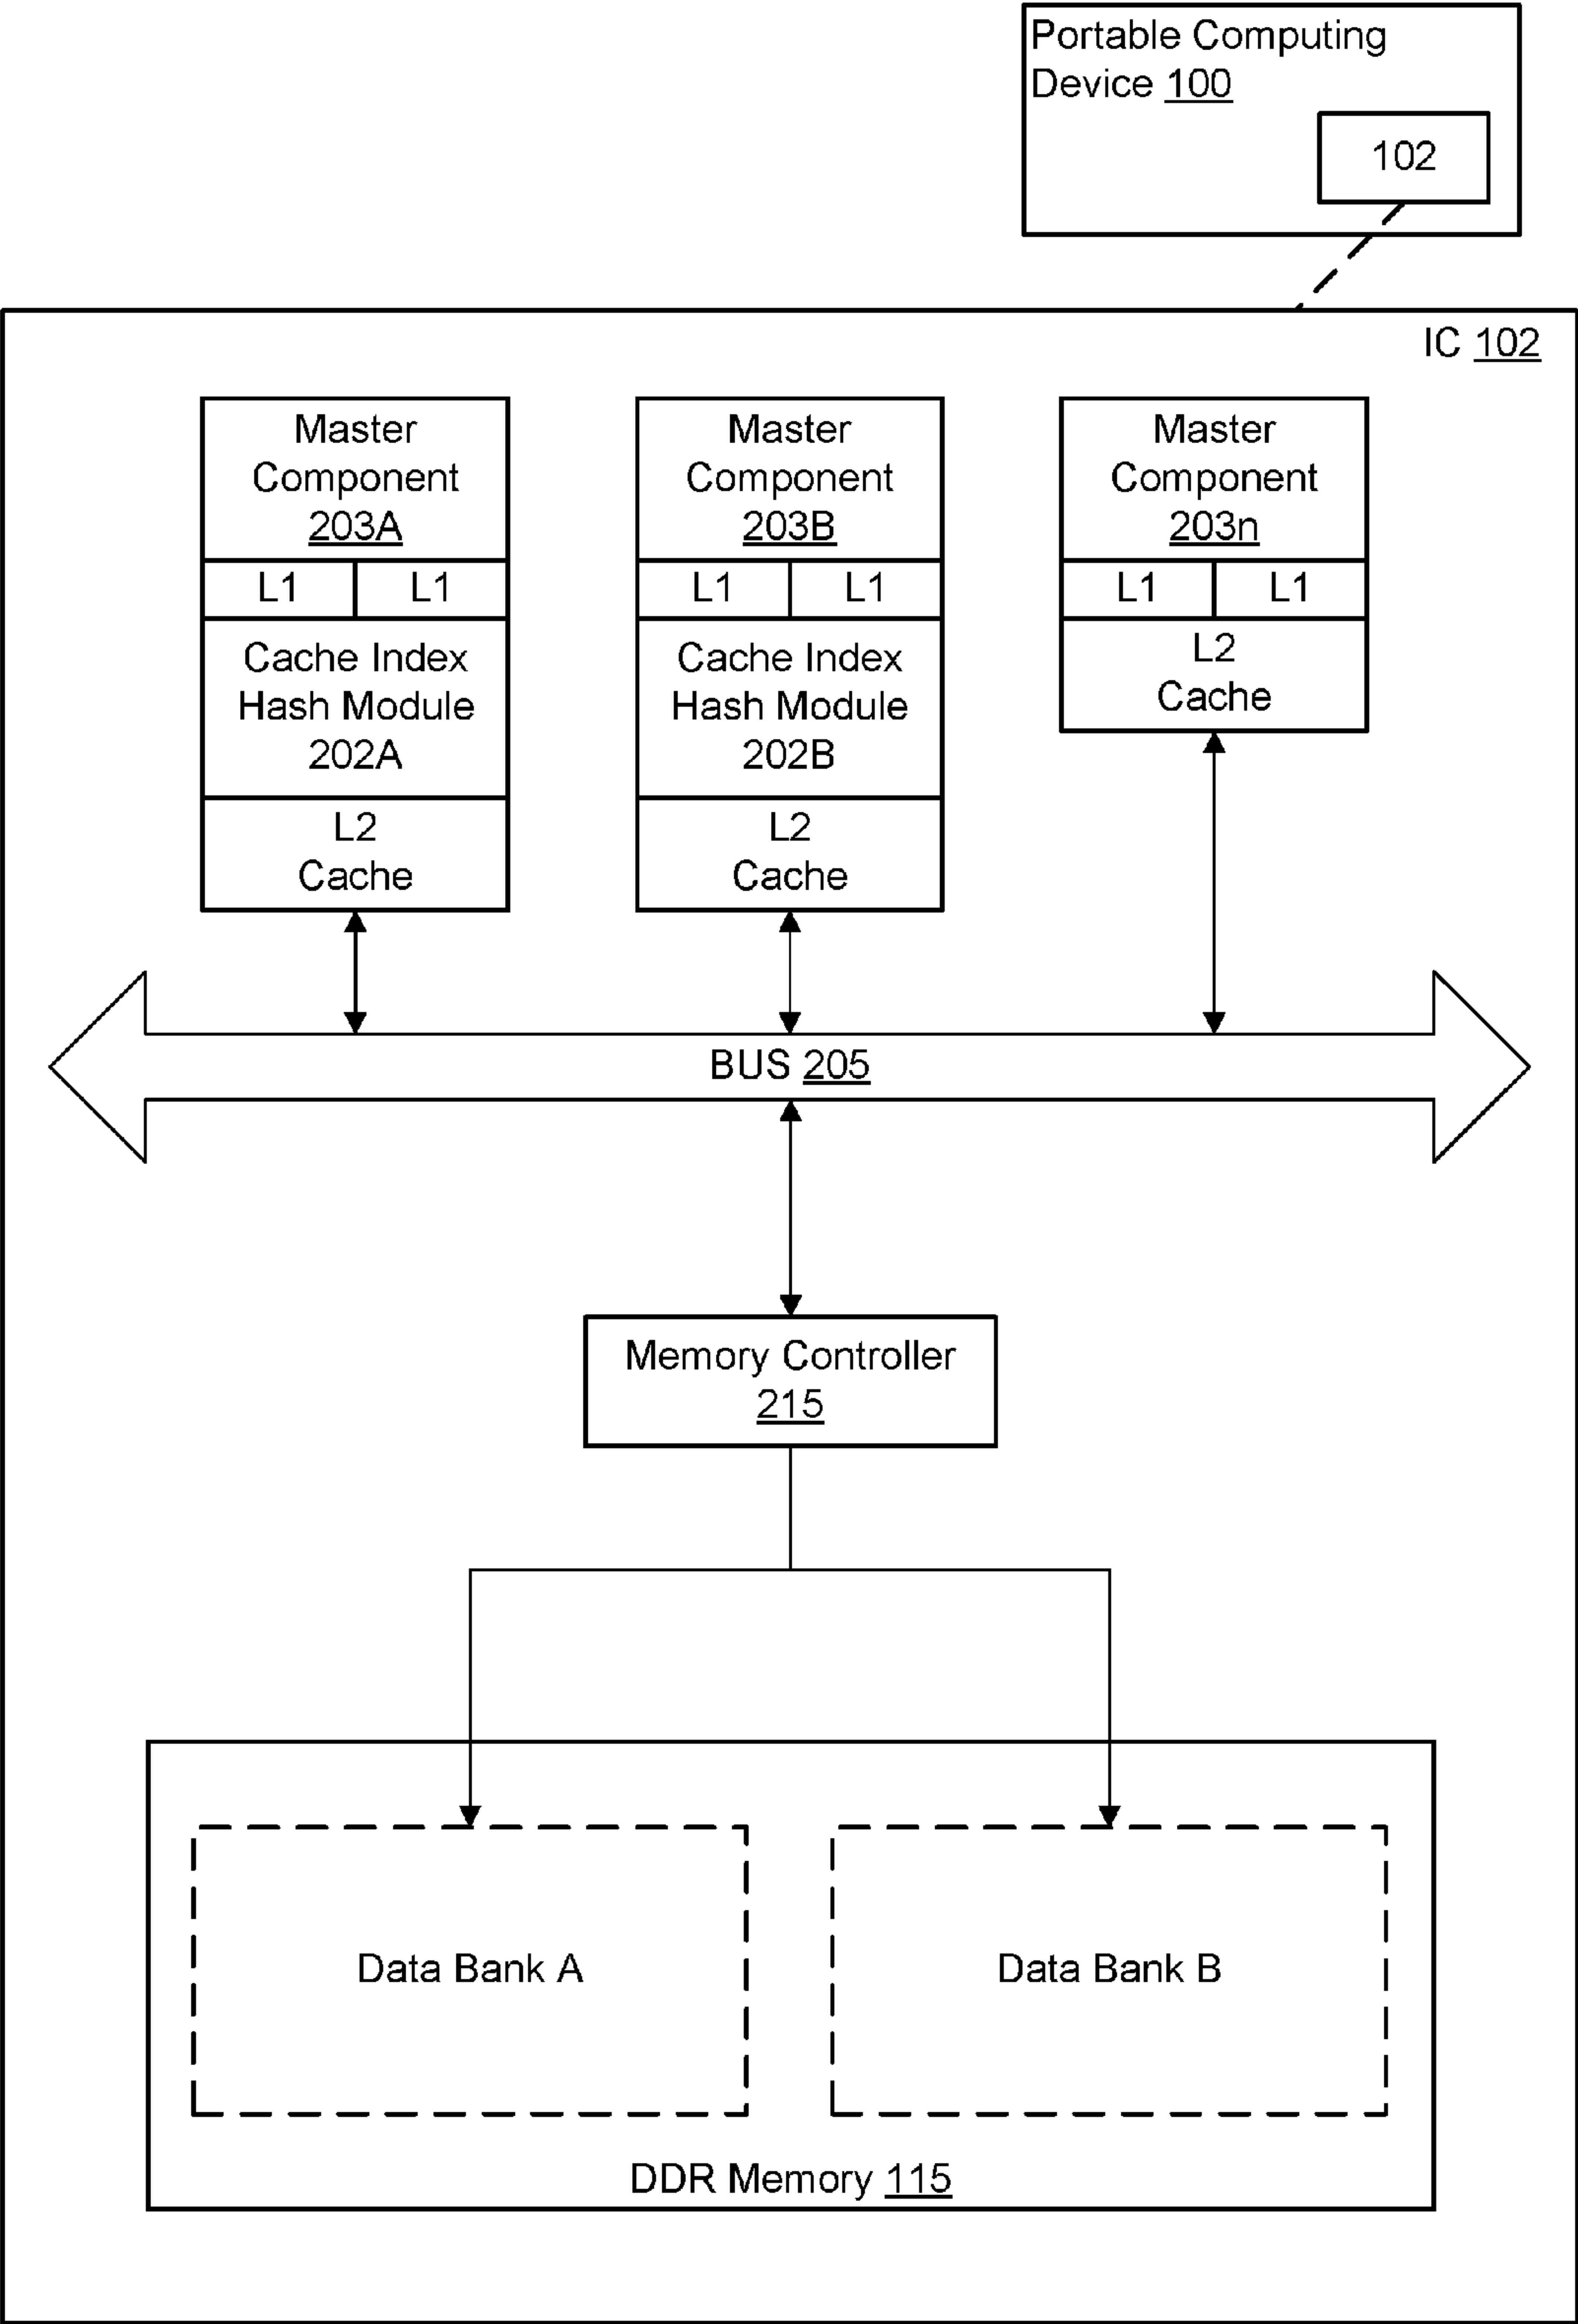 Portable Computing
Device 100
102
IC 102
Master
Component
203A
L1
L1
Cache Index
Hash Module
202A
L2
Cache
Master
Component
203B
L1
L1
Cache Index
Hash Module
202B
L2
Cache
Master
Component
203n
L1
L1
L2
Cache
BUS 205
Memory Controller
215
Data Bank A
Data Bank B
DDR Memory 115